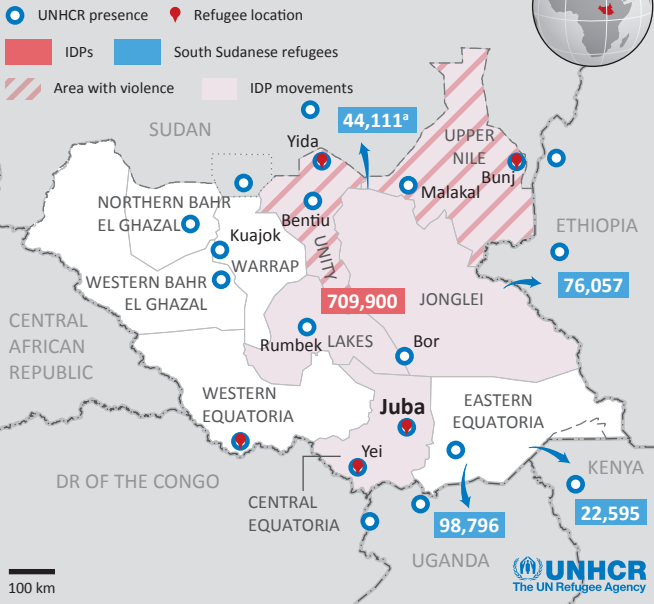 UNHCR presence
Refugee location
IDPs
South Sudanese refugees
Area with violence
IDP movements
SUDAN
44,111ª
Yida
UPPER
NILE
Bunj
Malakal
NORTHERN BAHR
EL GHAZAL
Bentiu
ETHIOPIA
Kuajok
UNITY
WARRAP
WESTERN BAHR
EL GHAZAL
76,057
709,900
JONGLEI
CENTRAL
AFRICAN
REPUBLIC
Rumbek
LAKES
Bor
WESTERN
EQUATORIA
Juba
EASTERN
EQUATORIA
Yei
KENYA
DR OF THE CONGO
CENTRAL
EQUATORIA
22,595
98,796
UGANDA
100 km
UNHCR
The UN Refugee Agency